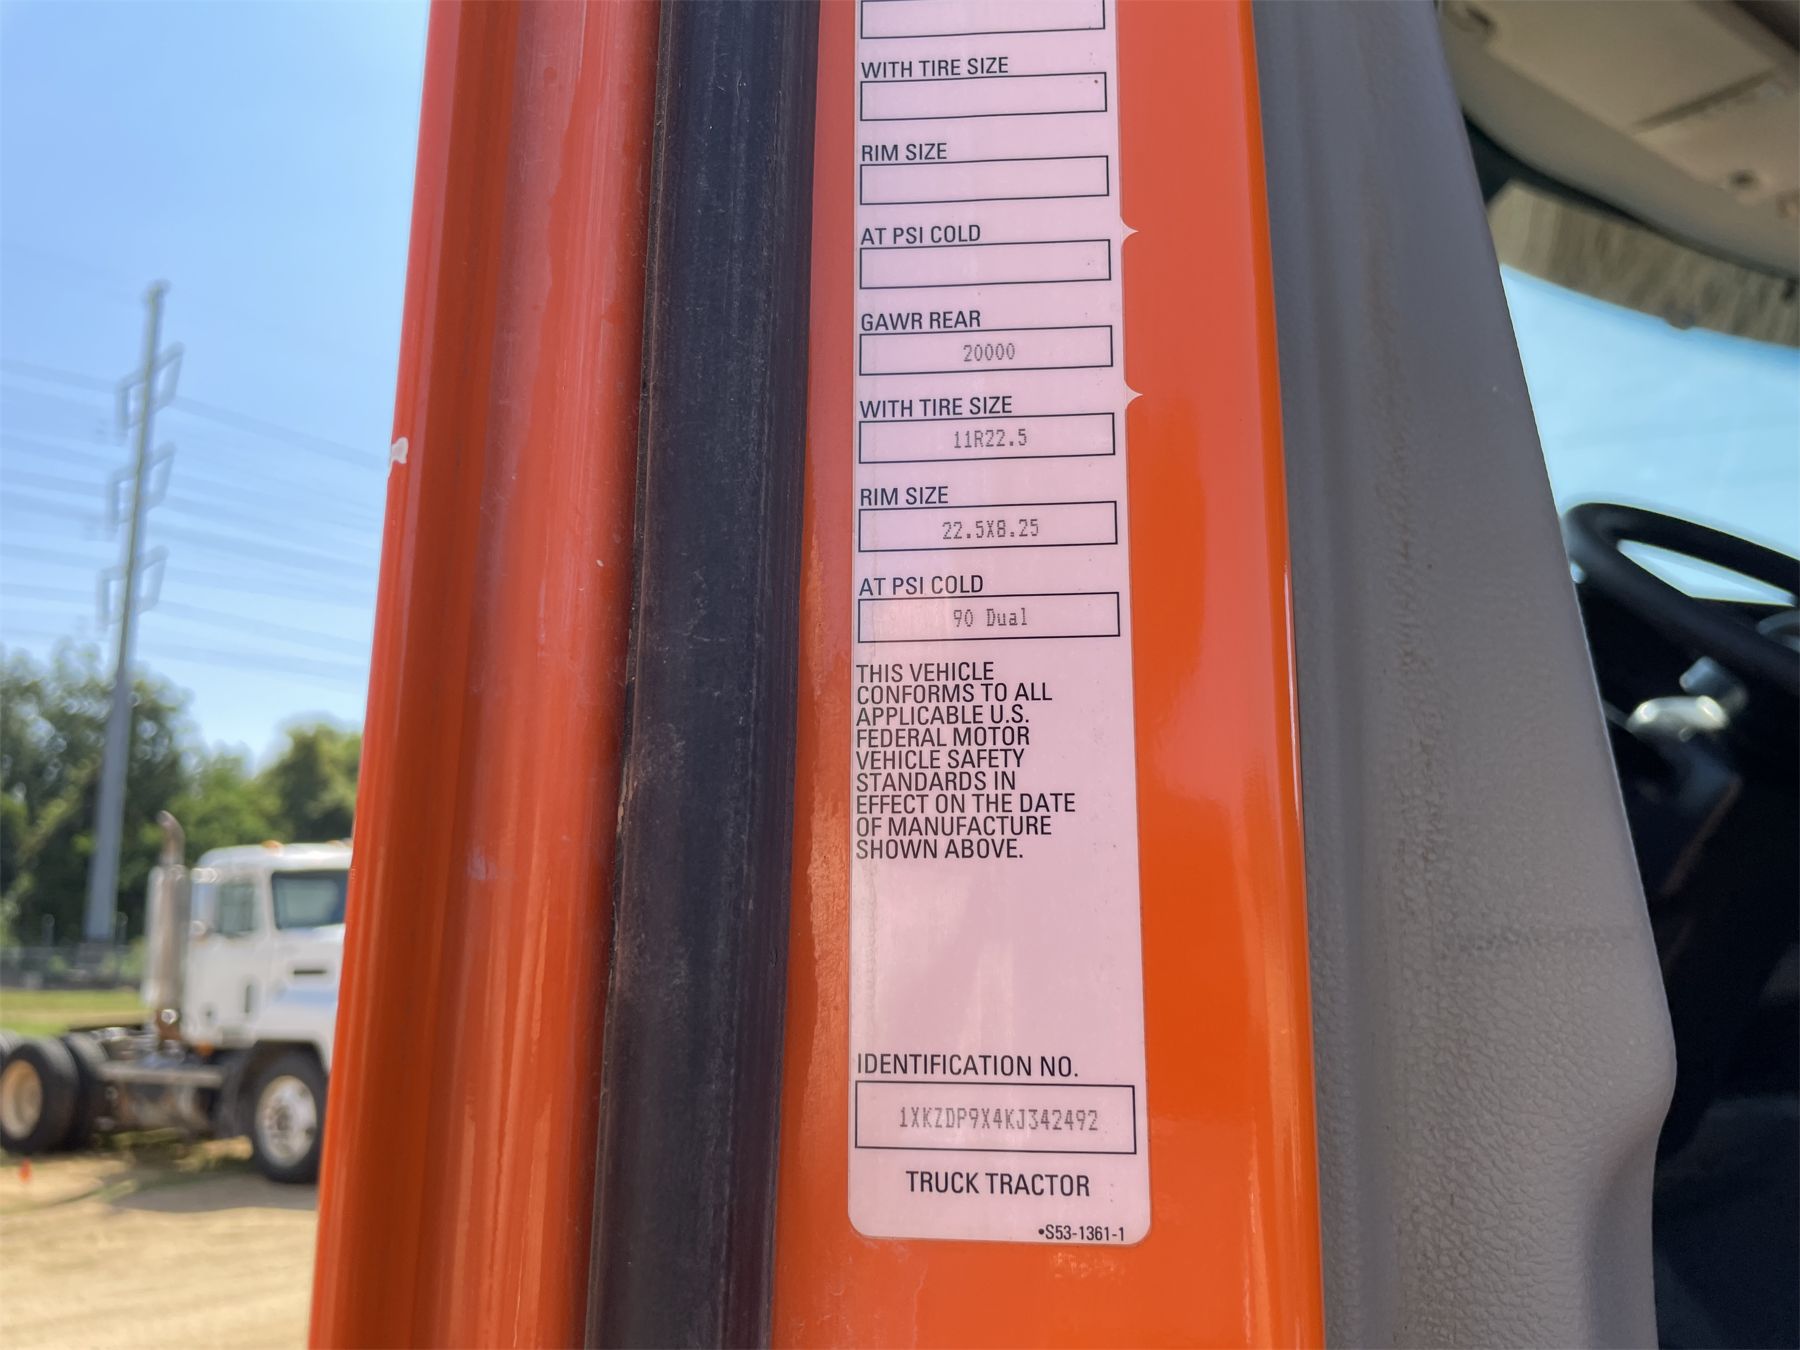 WITH TIRE SIZE
RIM SIZE
AT PSI COLD
GAWR REAR
20000
WITH TIRE SIZE
11R22.5
RIM SIZE
22.5X8.25
AT PSI COLD
90 Dual
THIS VEHICLE
CONFORMS TO ALL
APPLICABLE U.S.
FEDERAL MOTOR
VEHICLE SAFETY
STANDARDS IN
EFFECT ON THE DATE
OF MANUFACTURE
SHOWN ABOVE.
IDENTIFICATION NO.
1XKZDP9X4KJ342492
TRUCK TRACTOR
•S53-1361-1